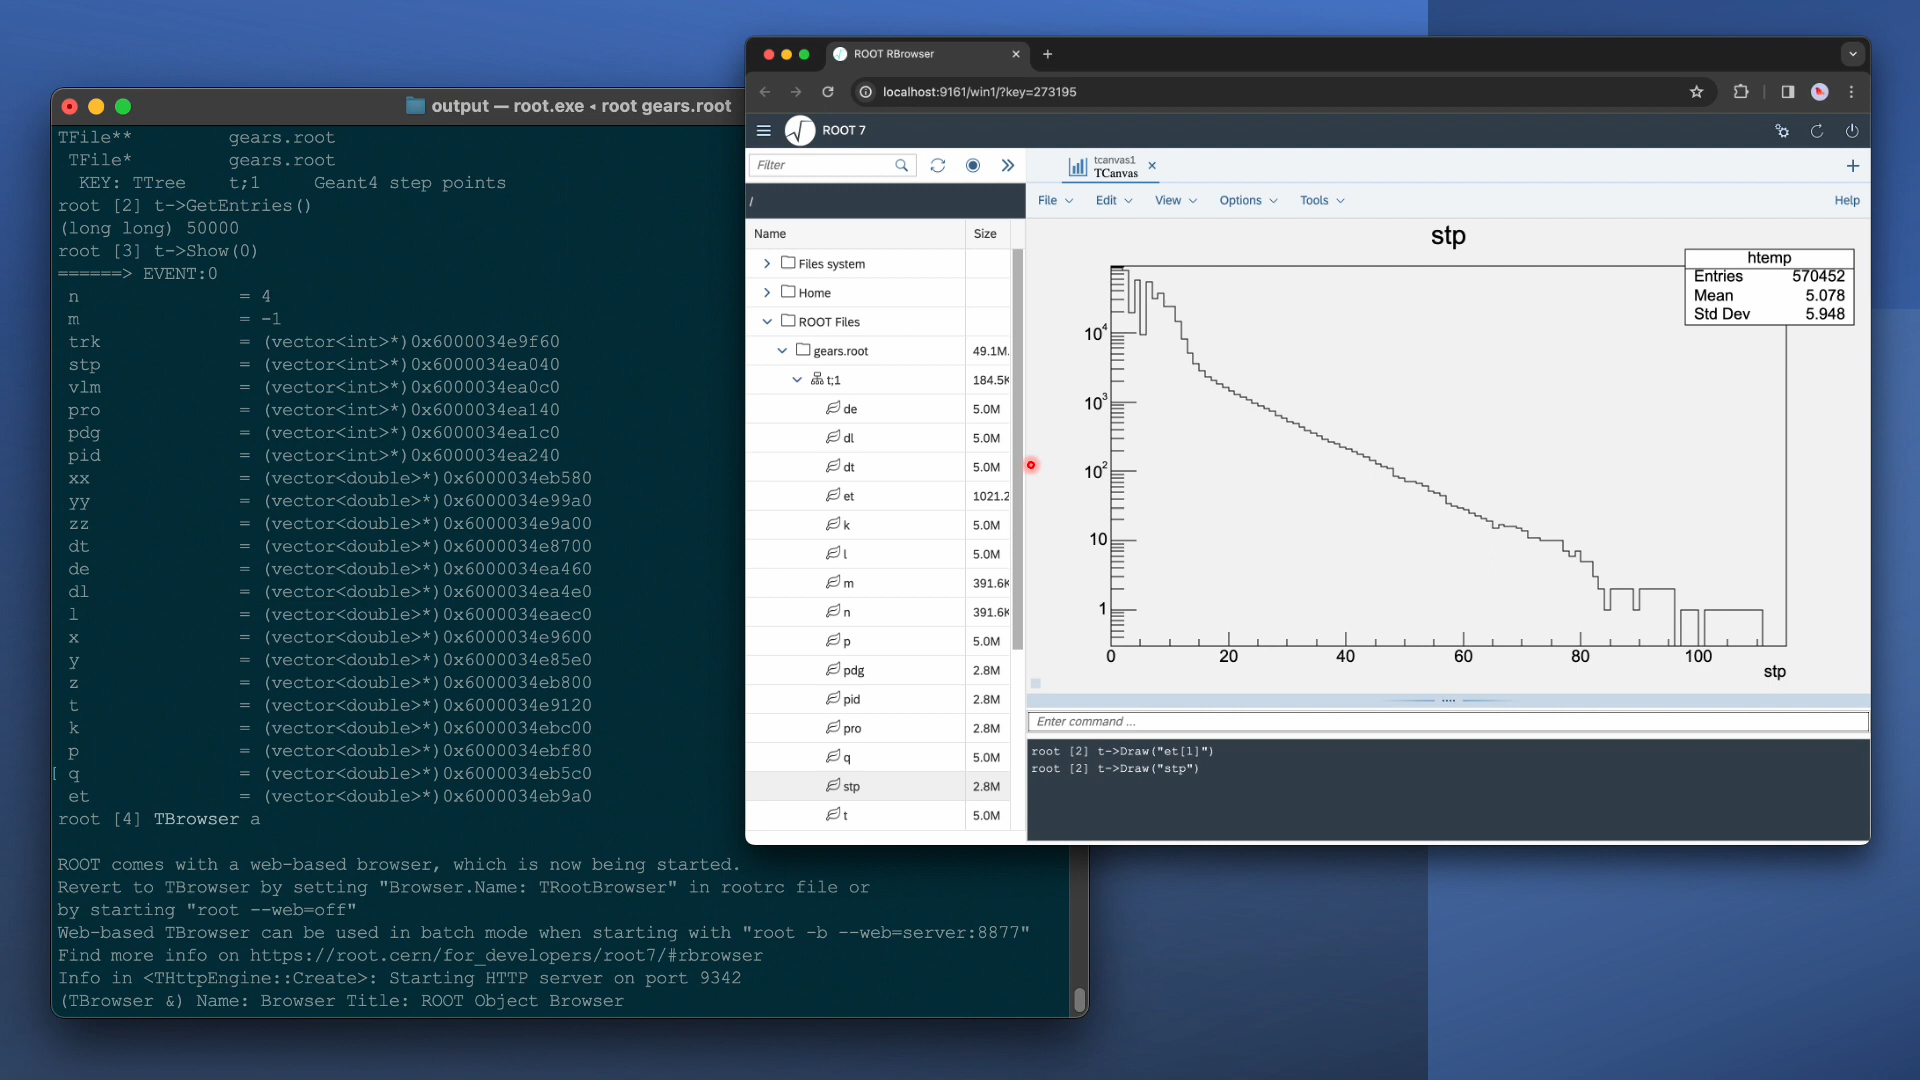 output — root.exe ◂ root gears.root
TFile** gears.root
TFile* gears.root
KEY: TTree t;1 Geant4 step points
root [2] t->GetEntries()
(long long) 50000
root [3] t->Show(0)
======> EVENT:0
n = 4
m = -1
trk = (vector<int>*)0x6000034e9f60
stp = (vector<int>*)0x6000034ea040
vlm = (vector<int>*)0x6000034ea0c0
pro = (vector<int>*)0x6000034ea140
pdg = (vector<int>*)0x6000034ea1c0
pid = (vector<int>*)0x6000034ea240
xx = (vector<double>*)0x6000034eb580
yy = (vector<double>*)0x6000034e99a0
zz = (vector<double>*)0x6000034e9a00
dt = (vector<double>*)0x6000034e8700
de = (vector<double>*)0x6000034ea460
dl = (vector<double>*)0x6000034ea4e0
l = (vector<double>*)0x6000034eaec0
x = (vector<double>*)0x6000034e9600
y = (vector<double>*)0x6000034e85e0
z = (vector<double>*)0x6000034eb800
t = (vector<double>*)0x6000034e9120
k = (vector<double>*)0x6000034ebc00
p = (vector<double>*)0x6000034ebf80
[ q = (vector<double>*)0x6000034eb5c0
et = (vector<double>*)0x6000034eb9a0
root [4] TBrowser a
ROOT comes with a web-based browser, which is now being started.
Revert to TBrowser by setting "Browser.Name: TRootBrowser" in rootrc file or
by starting "root --web=off"
Web-based TBrowser can be used in batch mode when starting with "root -b --web=server:8877"
Find more info on https://root.cern/for_developers/root7/#rbrowser
Info in <THttpEngine::Create>: Starting HTTP server on port 9342
(TBrowser &) Name: Browser Title: ROOT Object Browser
ROOT RBrowser
localhost:9161/win1/?key=273195
ROOT 7
Filter
/
Name Size
Files system
Home
ROOT Files
gears.root 49.1M.
t;1 184.5K
de 5.0M
dl 5.0M
dt 5.0M
et 1021.2
k 5.0M
l 5.0M
m 391.6K
n 391.6K
p 5.0M
pdg 2.8M
pid 2.8M
pro 2.8M
q 5.0M
stp 2.8M
t 5.0M
tcanvas1
TCanvas
File Edit View Options Tools Help
stp
htemp
Entries 570452
Mean 5.078
Std Dev 5.948
10⁴
10³
10²
10
1
0 20 40 60 80 100
stp
Enter command ...
root [2] t->Draw("et[l]")
root [2] t->Draw("stp")